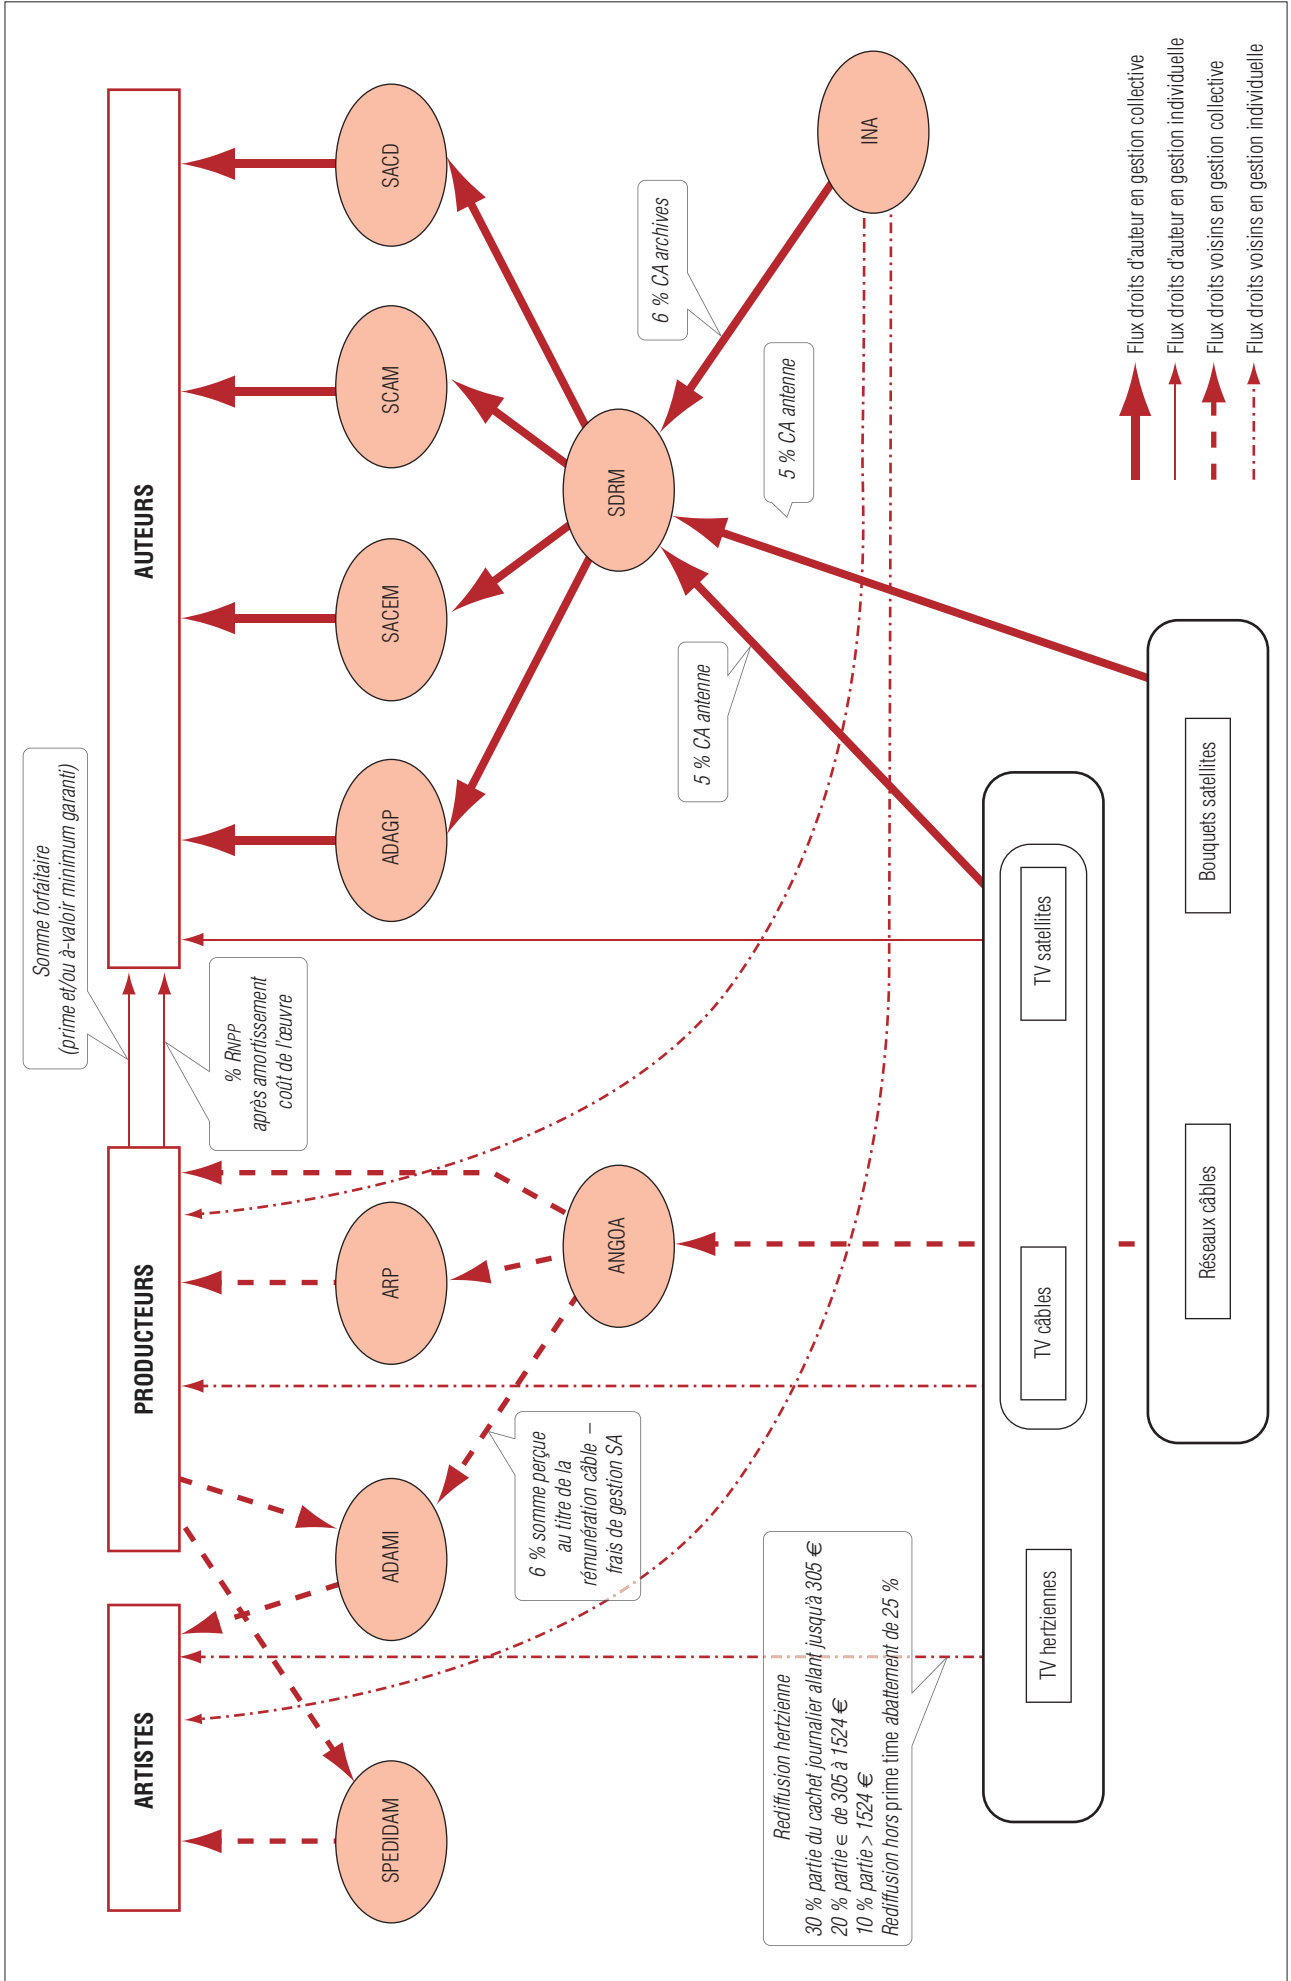 ARTISTES
PRODUCTEURS
AUTEURS
Somme forfaitaire
(prime et/ou à-valoir minimum garanti)
% RNPP
après amortissement
coût de l'œuvre
SPEDIDAM
ADAMI
ARP
ADAGP
SACEM
SCAM
SACD
6 % somme perçue
au titre de la
rémunération câble –
frais de gestion SA
ANGOA
SDRM
6 % CA archives
5 % CA antenne
5 % CA antenne
INA
Rediffusion hertzienne
30 % partie du cachet journalier allant jusqu'à 305 €
20 % partie ∈ de 305 à 1524 €
10 % partie > 1524 €
Rediffusion hors prime time abattement de 25 %
TV hertziennes
TV câbles
TV satellites
Réseaux câbles
Bouquets satellites
Flux droits d'auteur en gestion collective
Flux droits d'auteur en gestion individuelle
Flux droits voisins en gestion collective
Flux droits voisins en gestion individuelle